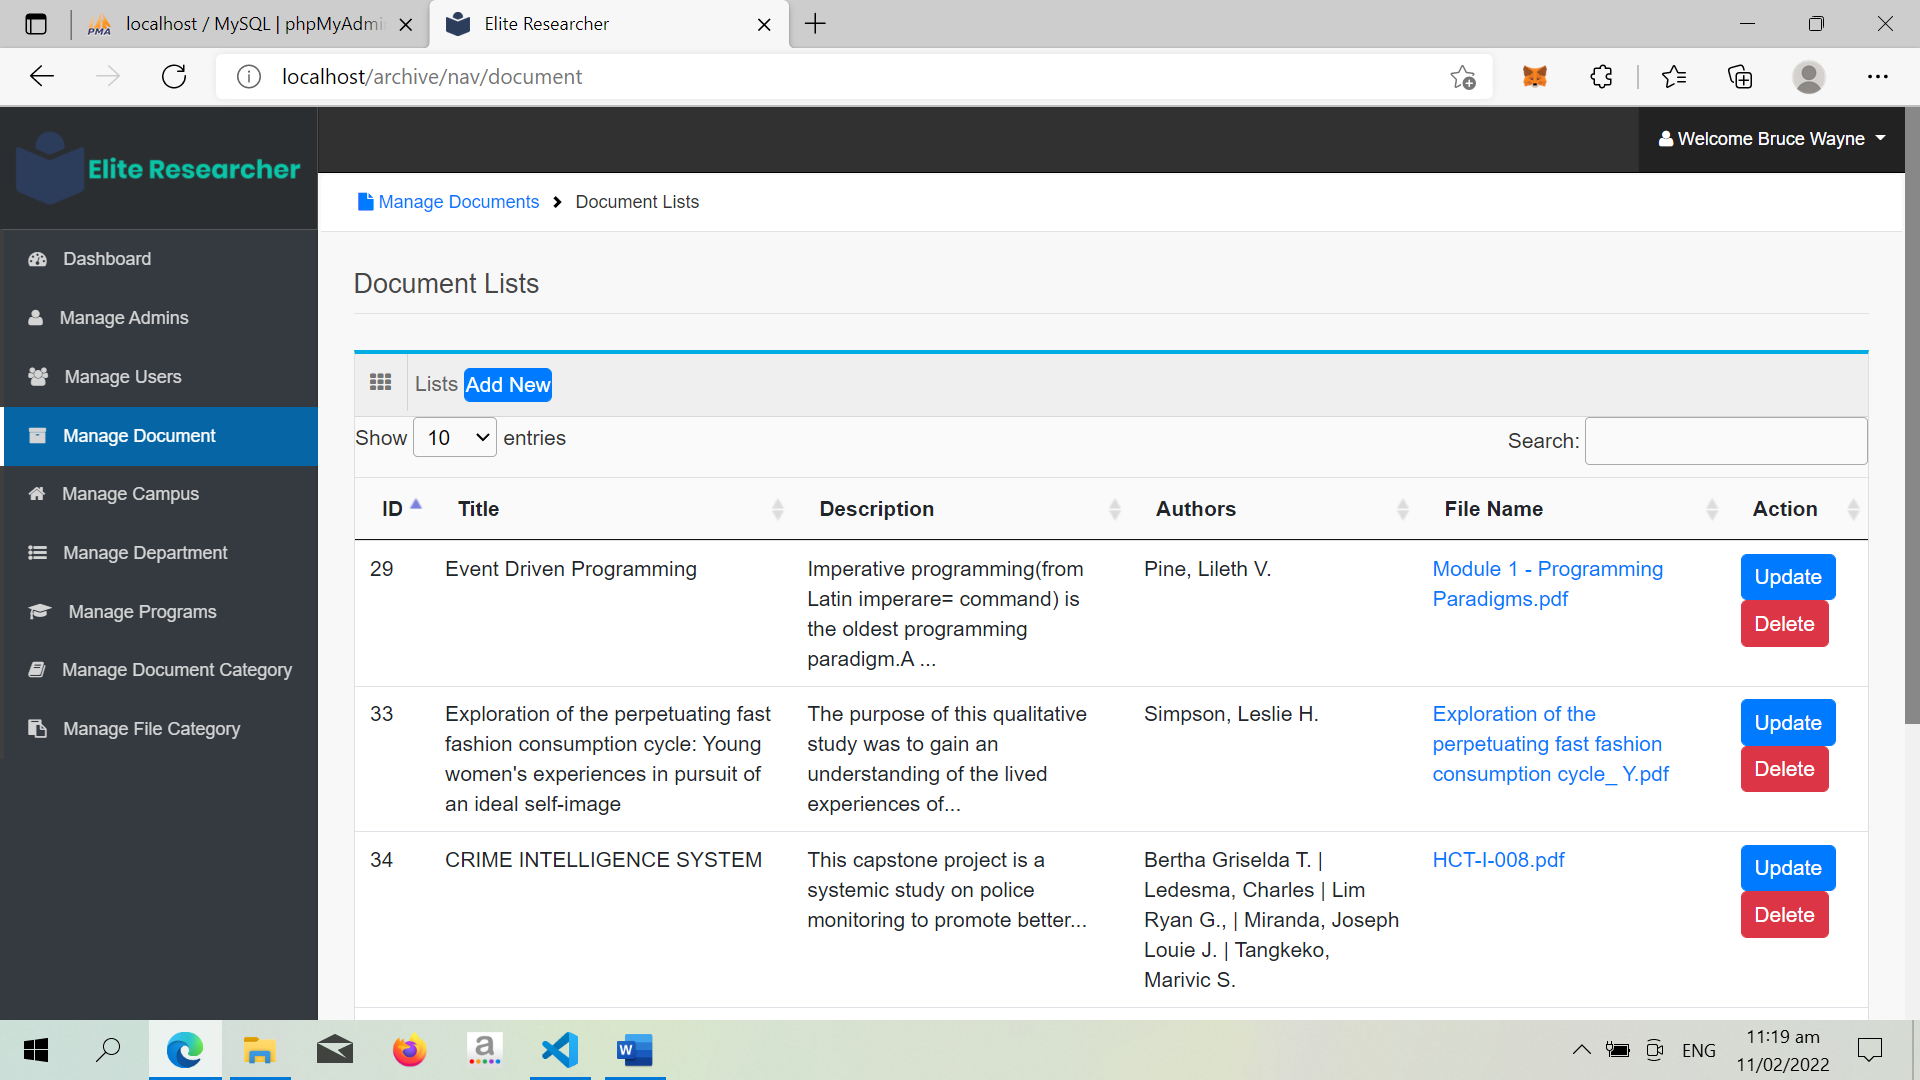 localhost / MySQL | phpMyAdmi
Elite Researcher
localhost/archive/nav/document
Elite Researcher
Welcome Bruce Wayne
Manage Documents
Document Lists
Dashboard
Manage Admins
Manage Users
Manage Document
Manage Campus
Manage Department
Manage Programs
Manage Document Category
Manage File Category
Document Lists
Lists Add New
Show 10 entries
Search:
ID Title Description Authors File Name Action
29
Event Driven Programming
Imperative programming(from
Latin imperare= command) is
the oldest programming
paradigm.A ...
Pine, Lileth V.
Module 1 - Programming
Paradigms.pdf
Update
Delete
33
Exploration of the perpetuating fast
fashion consumption cycle: Young
women's experiences in pursuit of
an ideal self-image
The purpose of this qualitative
study was to gain an
understanding of the lived
experiences of...
Simpson, Leslie H.
Exploration of the
perpetuating fast fashion
consumption cycle_ Y.pdf
Update
Delete
34
CRIME INTELLIGENCE SYSTEM
This capstone project is a
systemic study on police
monitoring to promote better...
Bertha Griselda T. |
Ledesma, Charles | Lim
Ryan G., | Miranda, Joseph
Louie J. | Tangkeko,
Marivic S.
HCT-I-008.pdf
Update
Delete
PMA
a
W
ENG
11:19 am
11/02/2022